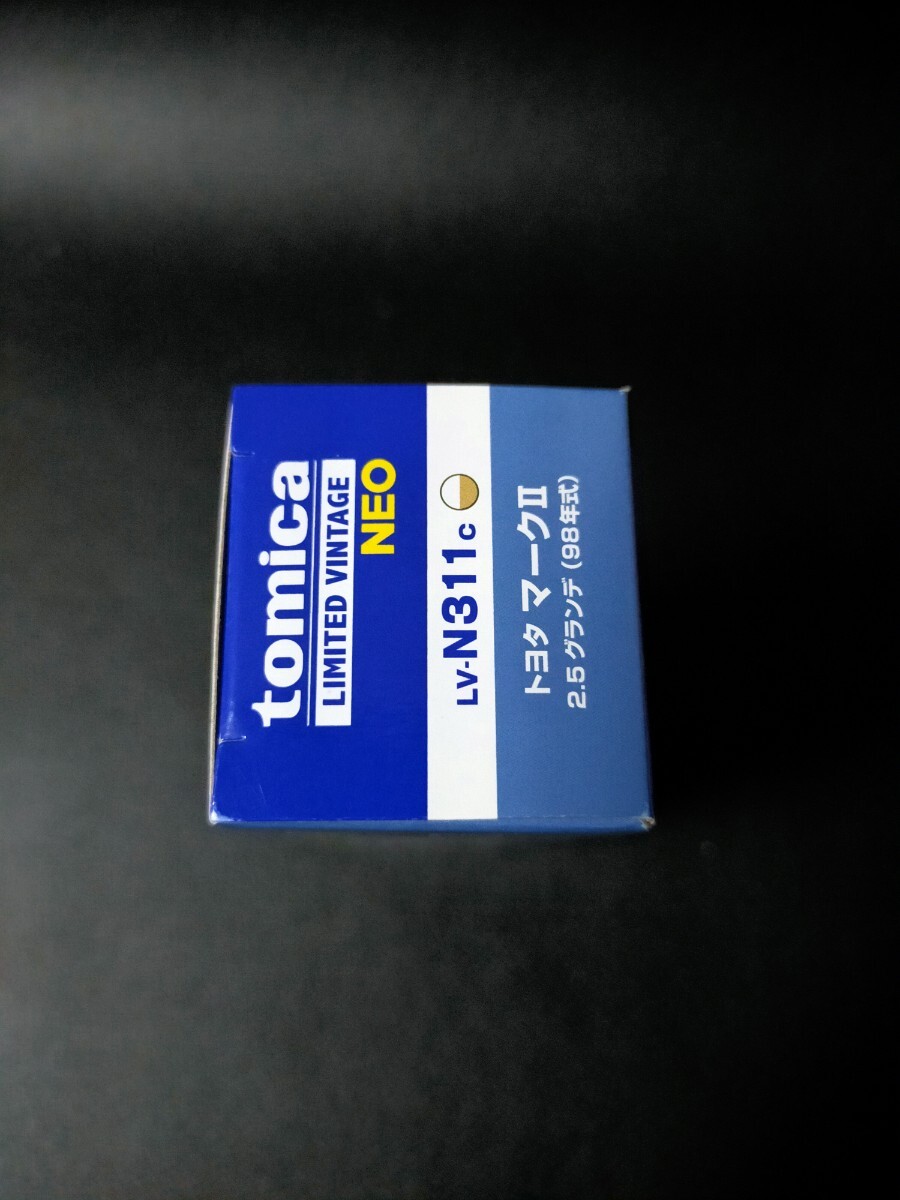 tomica
LIMITED VINTAGE
NEO
LV-N311c
トヨタ マークII
2.5 グランデ (98年式)